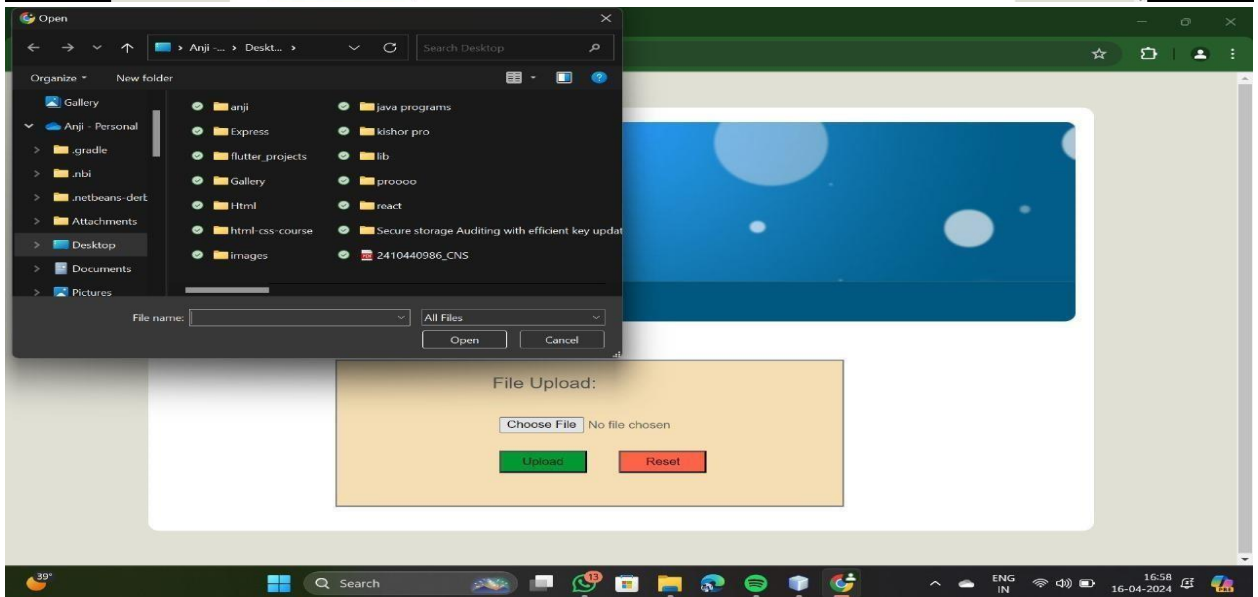 Open
Anji -... > Deskt... >
Search Desktop
Organize
New folder
Gallery
Anji - Personal
.gradle
.nbi
.netbeans-derb
Attachments
Desktop
Documents
Pictures
anji
Express
flutter_projects
Gallery
Html
html-css-course
images
java programs
kishor pro
lib
proooo
react
Secure storage Auditing with efficient key updat
2410440986_CNS
File name:
All Files
Open
Cancel
File Upload:
Choose File No file chosen
Upload
Reset
39°
Search
13
ENG
IN
16:58
16-04-2024